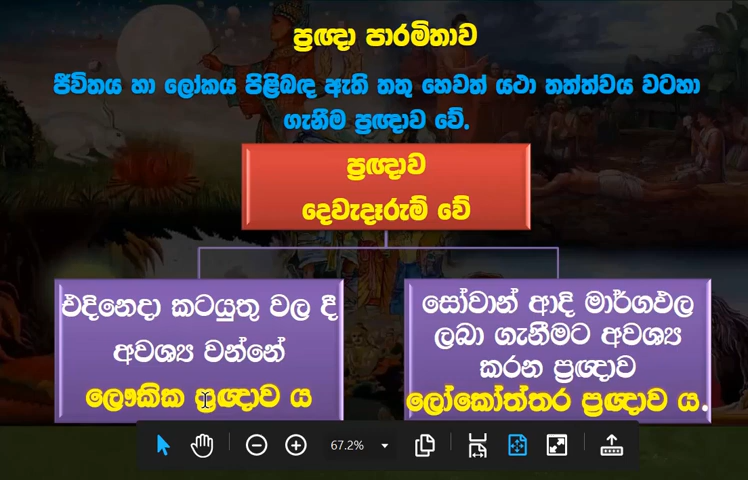 ප්‍රඥා පාරමිතාව
ජීවිතය හා ලෝකය පිළිබඳ ඇති තතු හෙවත් යථා තත්ත්වය වටහා
ගැනීම ප්‍රඥාව වේ.
ප්‍රඥාව
දෙවැදෑරුම් වේ
එදිනෙදා කටයුතු වල දී
අවශ්‍ය වන්නේ
ලෞකික ප්‍රඥාව ය
සෝවාන් ආදි මාර්ගඵල
ලබා ගැනීමට අවශ්‍ය
කරන ප්‍රඥාව
ලෝකෝත්තර ප්‍රඥාව ය.
67.2%